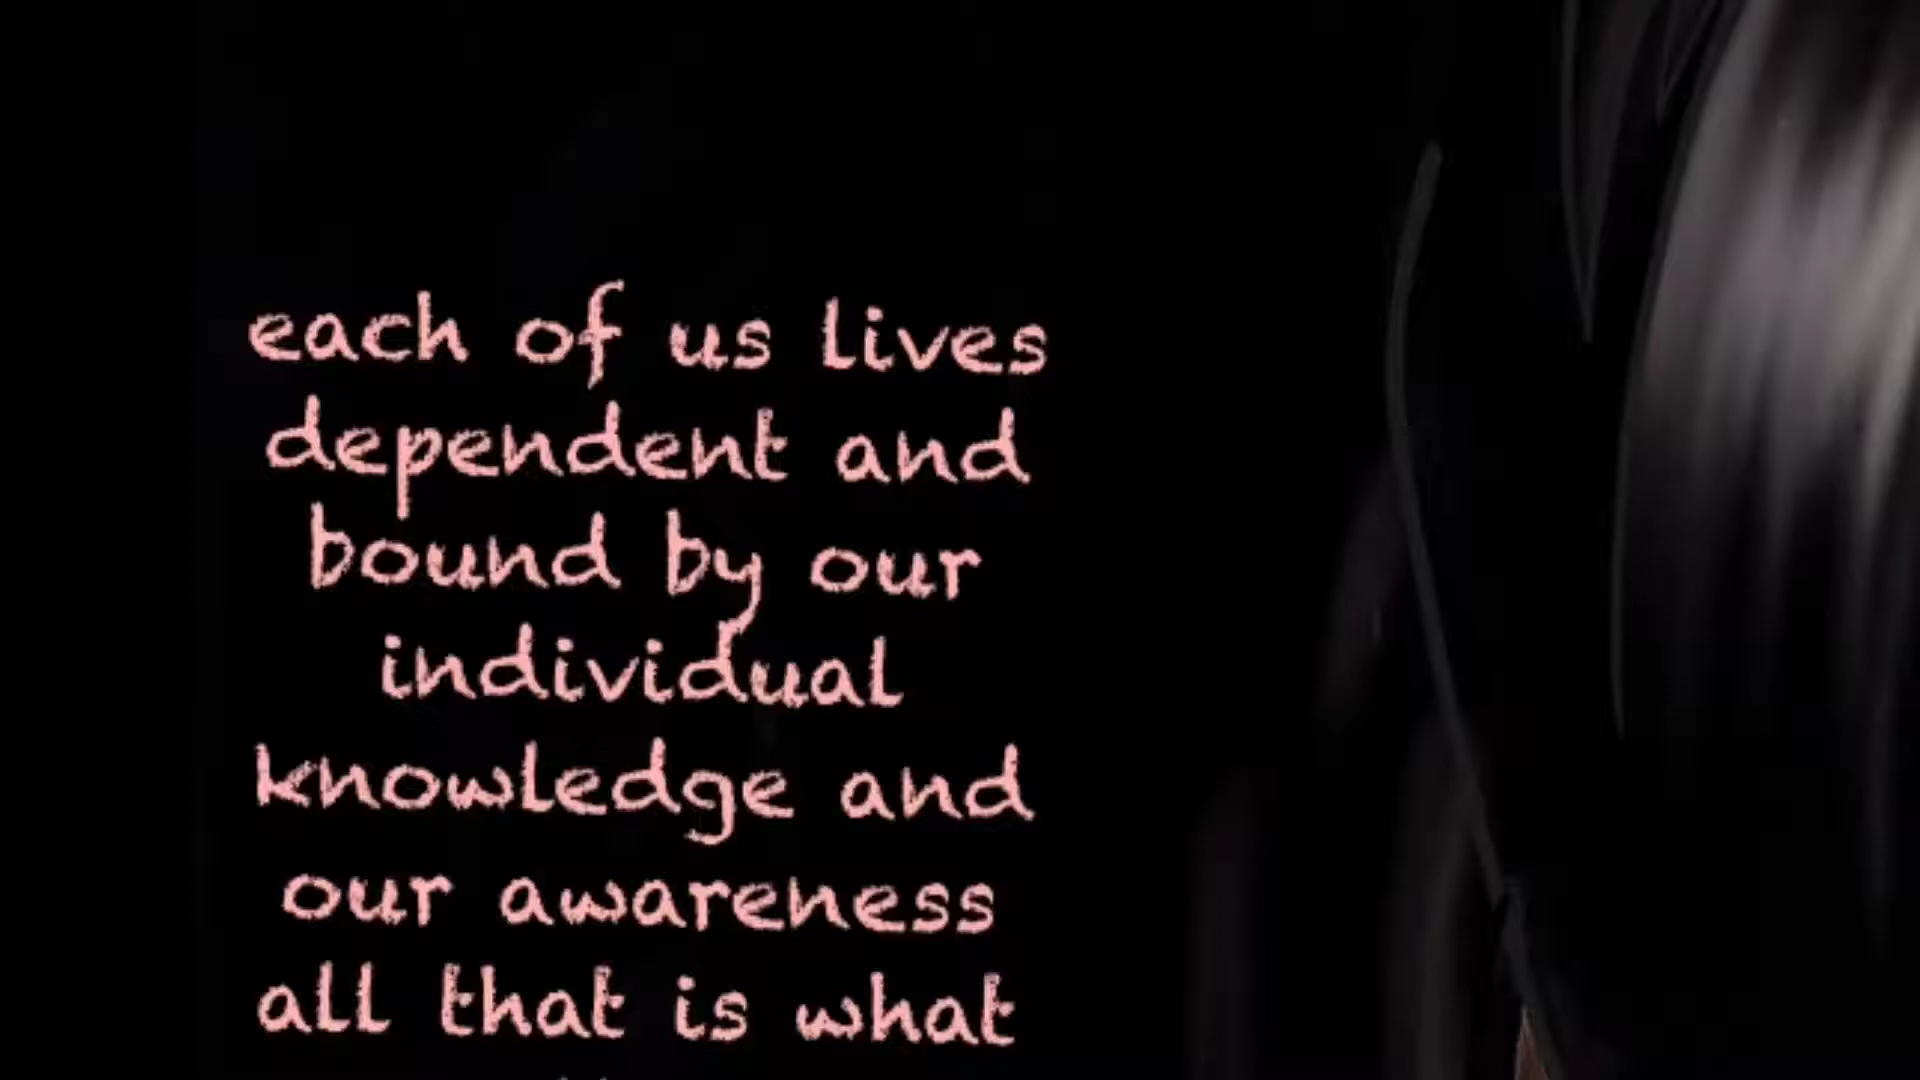 each of us lives
dependent and
bound by our
individual
knowledge and
our awareness
all that is what